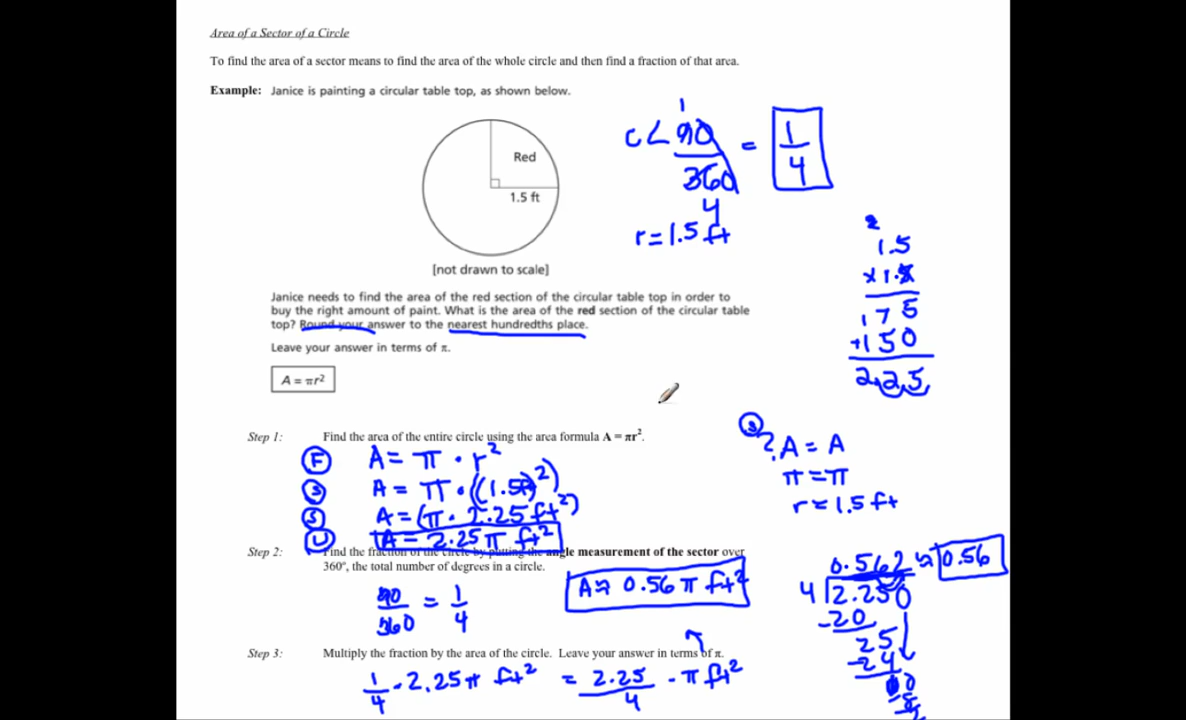 Area of a Sector of a Circle
To find the area of a sector means to find the area of the whole circle and then find a fraction of that area.
Example: Janice is painting a circular table top, as shown below.
Red
1.5 ft
[not drawn to scale]
c< 90/360 = 1/4
1
4
r = 1.5 ft
2
1.5
x 1.5
1 7 5
+150
2.25
Janice needs to find the area of the red section of the circular table top in order to
buy the right amount of paint. What is the area of the red section of the circular table
top? Round your answer to the nearest hundredths place.
Leave your answer in terms of π.
A = πr²
Step 1: Find the area of the entire circle using the area formula A = πr².
F A = π · r²
S A = π · ((1.5ft)²)
S A = (π · 2.25 ft²)
U A = 2.25 π ft²
? A = A
π = π
r = 1.5 ft
Step 2: Find the fraction of the circle by putting the angle measurement of the sector over
360°, the total number of degrees in a circle.
90/360 = 1/4
A ≈ 0.56 π ft²
0.562 ≈ 0.56
4 2.250
-20
25
-24
Step 3: Multiply the fraction by the area of the circle. Leave your answer in terms of π.
1/4 · 2.25π ft² = 2.25/4 · π ft²